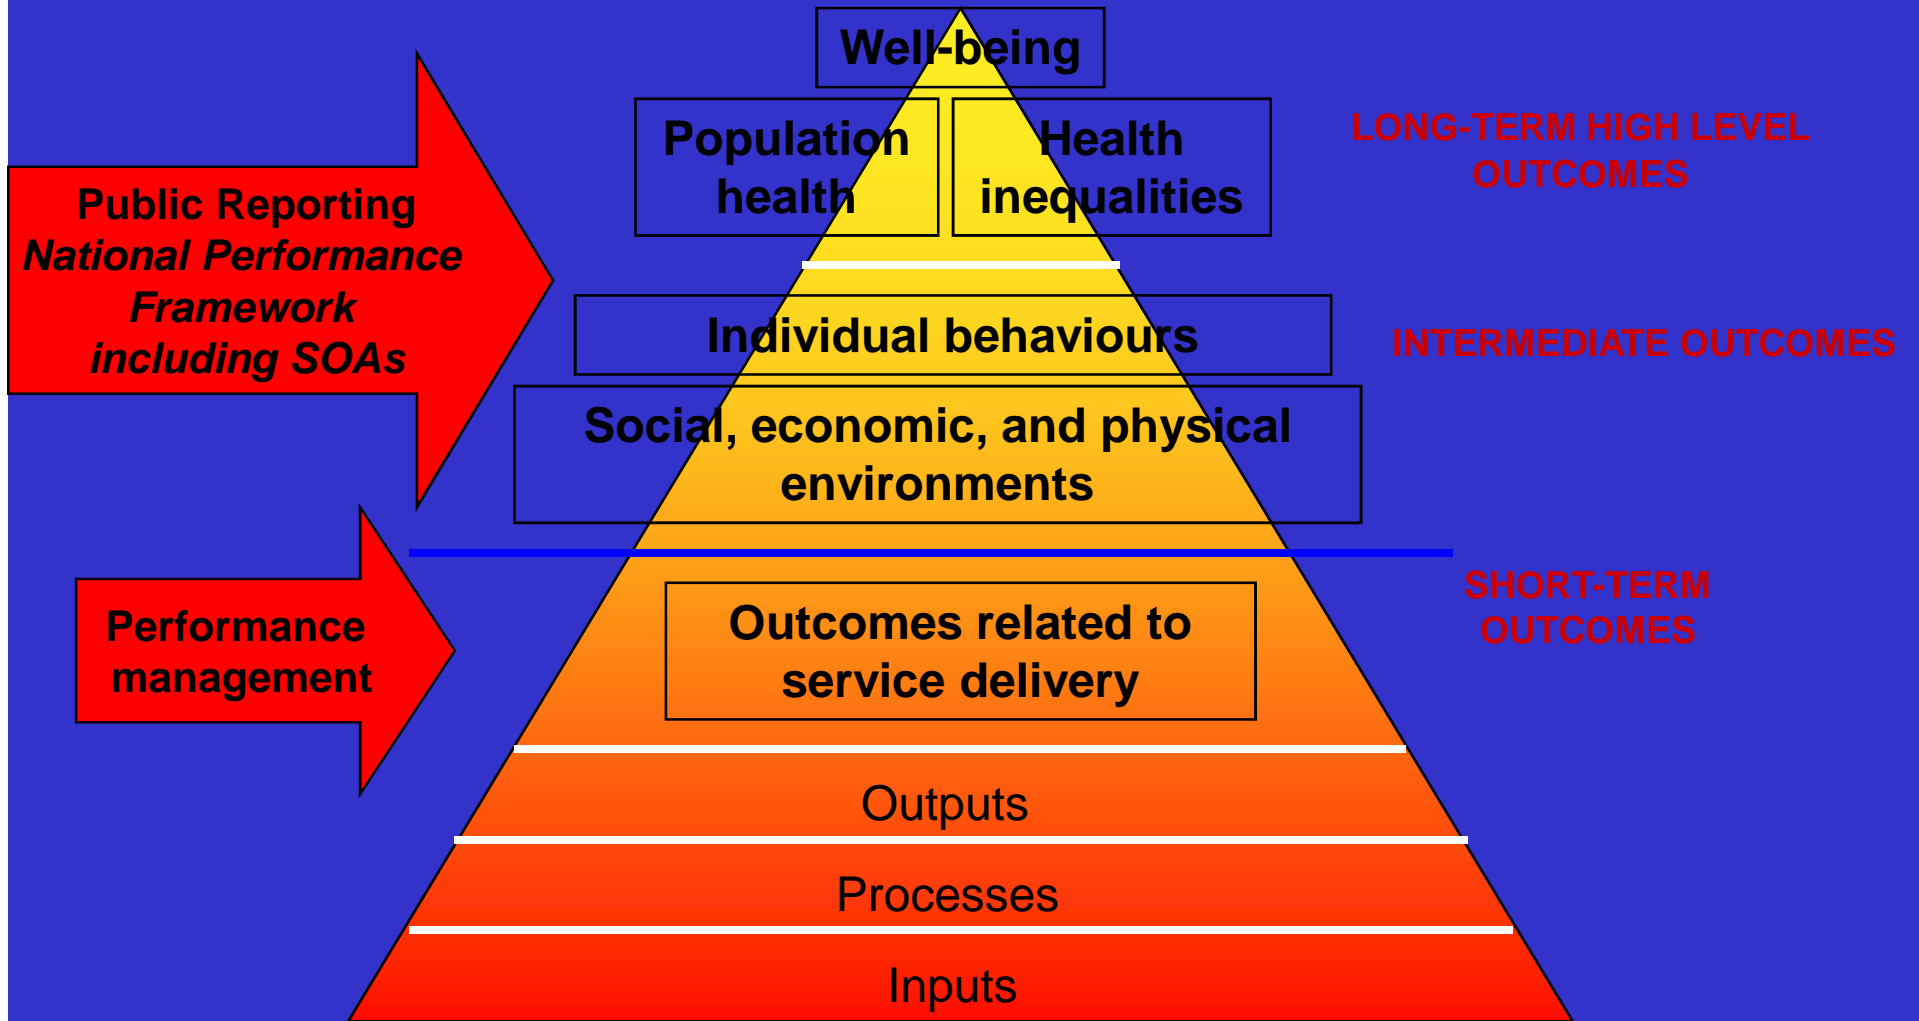 Well-being
Population
health
Health
inequalities
LONG-TERM HIGH LEVEL
OUTCOMES
Public Reporting
National Performance
Framework
including SOAs
Individual behaviours
INTERMEDIATE OUTCOMES
Social, economic, and physical
environments
Performance
management
Outcomes related to
service delivery
SHORT-TERM
OUTCOMES
Outputs
Processes
Inputs